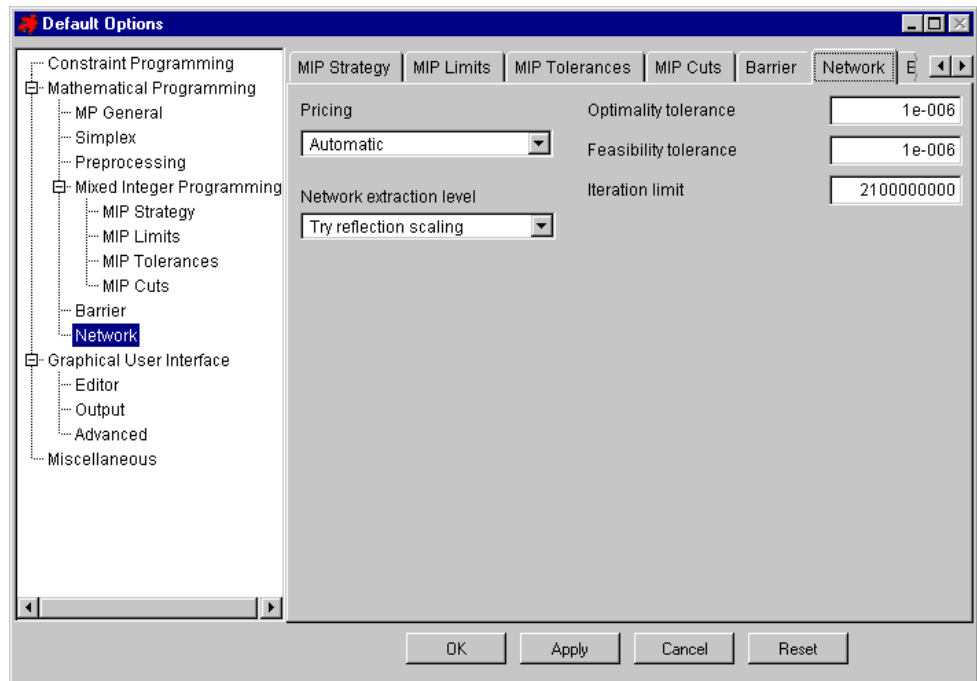 Default Options
Constraint Programming
Mathematical Programming
MP General
Simplex
Preprocessing
Mixed Integer Programming
MIP Strategy
MIP Limits
MIP Tolerances
MIP Cuts
Barrier
Network
Graphical User Interface
Editor
Output
Advanced
Miscellaneous
MIP Strategy MIP Limits MIP Tolerances MIP Cuts Barrier Network E
Pricing
Automatic
Network extraction level
Try reflection scaling
Optimality tolerance 1e-006
Feasibility tolerance 1e-006
Iteration limit 2100000000
OK Apply Cancel Reset